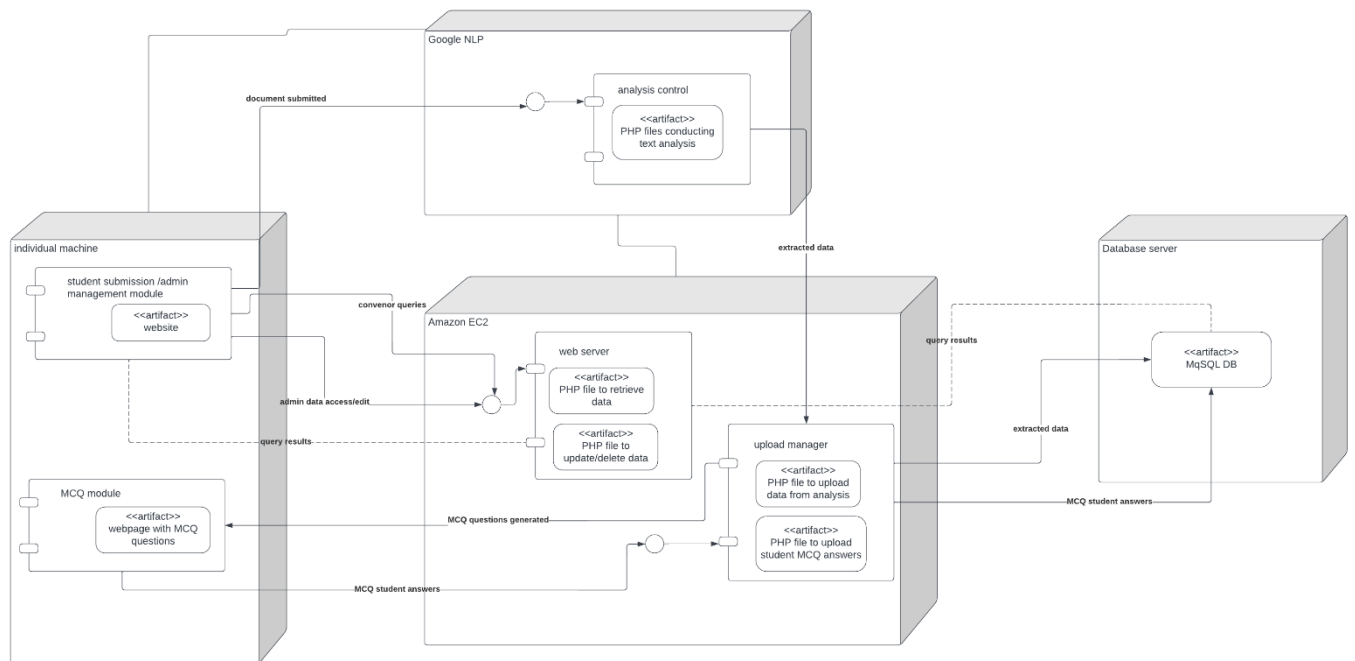 Google NLP
analysis control
<<artifact>>
PHP files conducting
text analysis
document submitted
extracted data
individual machine
student submission /admin
management module
<<artifact>>
website
convenor queries
admin data access/edit
query results
MCQ module
<<artifact>>
webpage with MCQ
questions
Amazon EC2
web server
<<artifact>>
PHP file to retrieve
data
<<artifact>>
PHP file to
update/delete data
upload manager
<<artifact>>
PHP file to upload
data from analysis
<<artifact>>
PHP file to upload
student MCQ answers
MCQ questions generated
MCQ student answers
Database server
<<artifact>>
MqSQL DB
query results
extracted data
MCQ student answers